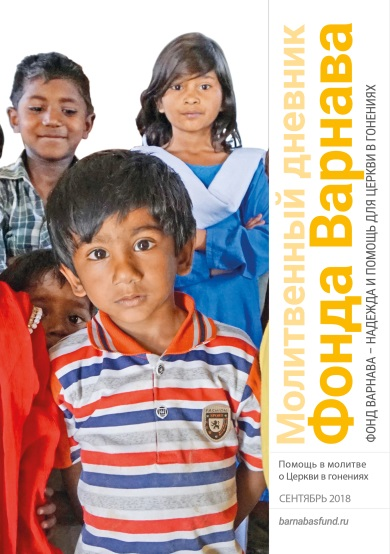 Молитвенный дневник
Фонда Варнава
ФОНД ВАРНАВА – НАДЕЖДА И ПОМОЩЬ ДЛЯ ЦЕРКВИ В ГОНЕНИЯХ
Помощь в молитве
о Церкви в гонениях
СЕНТЯБРЬ 2018
barnabasfund.ru